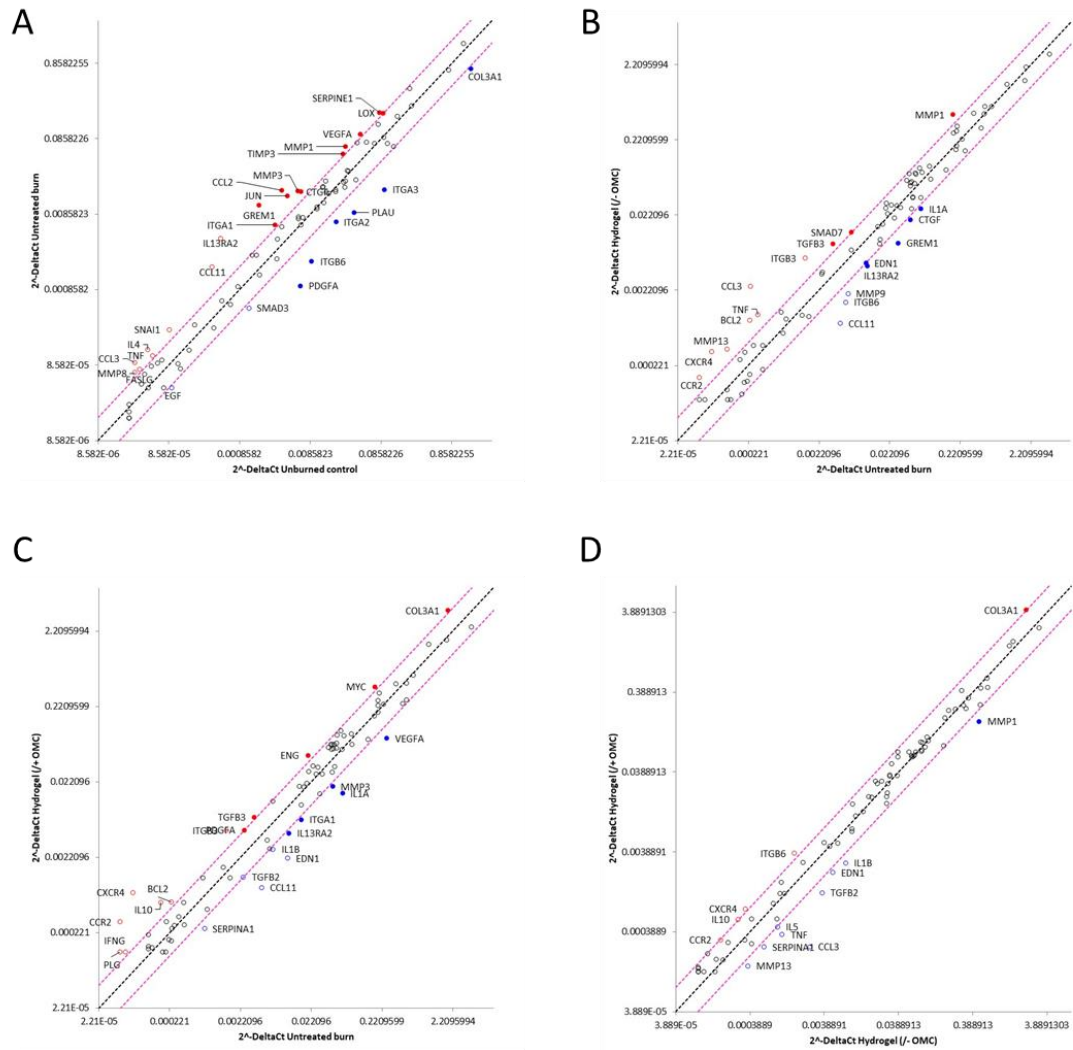 A
0.8582255
0.0858226
0.0085823
0.0008582
8.582E-05
8.582E-06
2^-DeltaCt Untreated burn
COL3A1
SERPINE1
LOX
VEGFA
MMP1
TIMP3
MMP3
CCL2
CTGF
JUN
ITGA3
PLAU
GREM1
ITGA1
ITGA2
IL13RA2
ITGB6
CCL11
PDGFA
SMAD3
SNAI1
IL4
TNF
CCL3
MMP8
FASLG
EGF
8.582E-06 8.582E-05 0.0008582 0.0085823 0.0858226 0.8582255
2^-DeltaCt Unburned control
B
2.2095994
0.2209599
0.022096
0.0022096
0.000221
2.21E-05
2^-DeltaCt Hydrogel (/- OMC)
MMP1
IL1A
CTGF
SMAD7
TGFB3
GREM1
ITGB3
EDN1
IL13RA2
CCL3
MMP9
ITGB6
TNF
BCL2
CCL11
MMP13
CXCR4
CCR2
2.21E-05 0.000221 0.0022096 0.022096 0.2209599 2.2095994
2^-DeltaCt Untreated burn
C
2.2095994
0.2209599
0.022096
0.0022096
0.000221
2.21E-05
2^-DeltaCt Hydrogel (/+ OMC)
COL3A1
MYC
VEGFA
ENG
MMP3
IL1A
TGFB3
ITGA1
ITGB3
PDGFA
IL13RA2
IL1B
EDN1
TGFB2
CCL11
CXCR4
BCL2
IL10
CCR2
SERPINA1
IFNG
PLG
2.21E-05 0.000221 0.0022096 0.022096 0.2209599 2.2095994
2^-DeltaCt Untreated burn
D
3.8891303
0.388913
0.0388913
0.0038891
0.0003889
3.889E-05
2^-DeltaCt Hydrogel (/+ OMC)
COL3A1
MMP1
ITGB6
IL1B
EDN1
TGFB2
CXCR4
IL10
IL5
TNF
CCR2
SERPINA1
CCL3
MMP13
3.889E-05 0.0003889 0.0038891 0.0388913 0.388913 3.8891303
2^-DeltaCt Hydrogel (/- OMC)